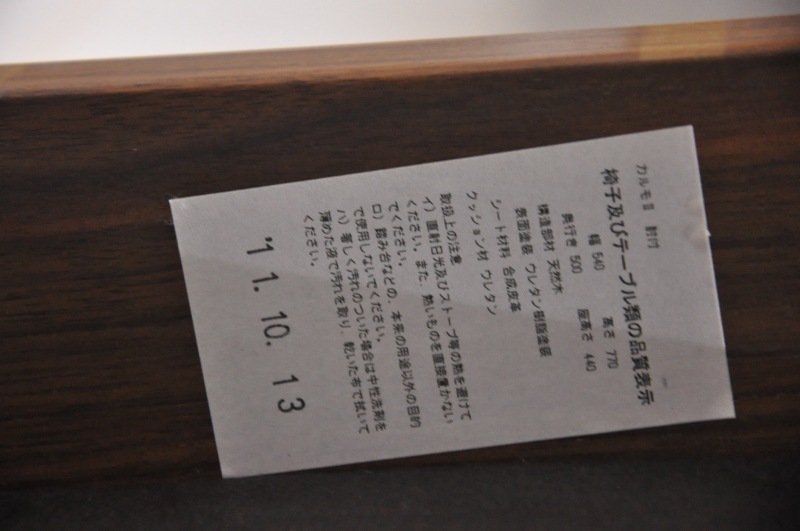 カルモⅡ 肘付
椅子及びテーブル類の品質表示
幅 540 高さ 770
奥行き 500 座高さ 440
構造部材 天然木
表面塗装 ウレタン樹脂塗装
シート材料 合成皮革
クッション材 ウレタン
取扱上の注意
イ）直射日光及びストーブ等の熱を避けて
ください。また、熱いものを直接置かない
でください。
ロ）踏み台などの、本来の用途以外の目的
で使用しないでください。
ハ）著しく汚れのついた場合は中性洗剤を
薄めた液で汚れを取り、乾いた布で拭いて
ください。
'11. 10. 13